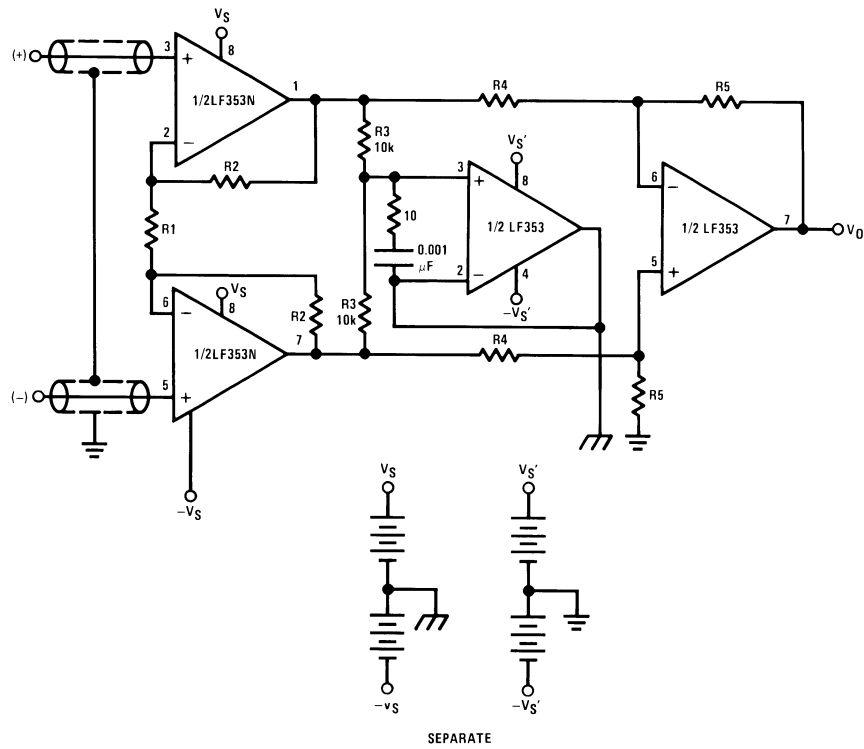 VS
8
(+)
3
+
1/2LF353N
1
2
−
R2
R1
R3
10k
R4
R5
VS'
8
3
+
10
1/2 LF353
0.001
μF
2
−
4
−VS'
6
−
1/2 LF353
7
VO
5
+
VS
8
6
−
R2
7
1/2LF353N
R3
10k
R4
R5
(−)
5
+
−VS
VS
VS'
−vS
−VS'
SEPARATE